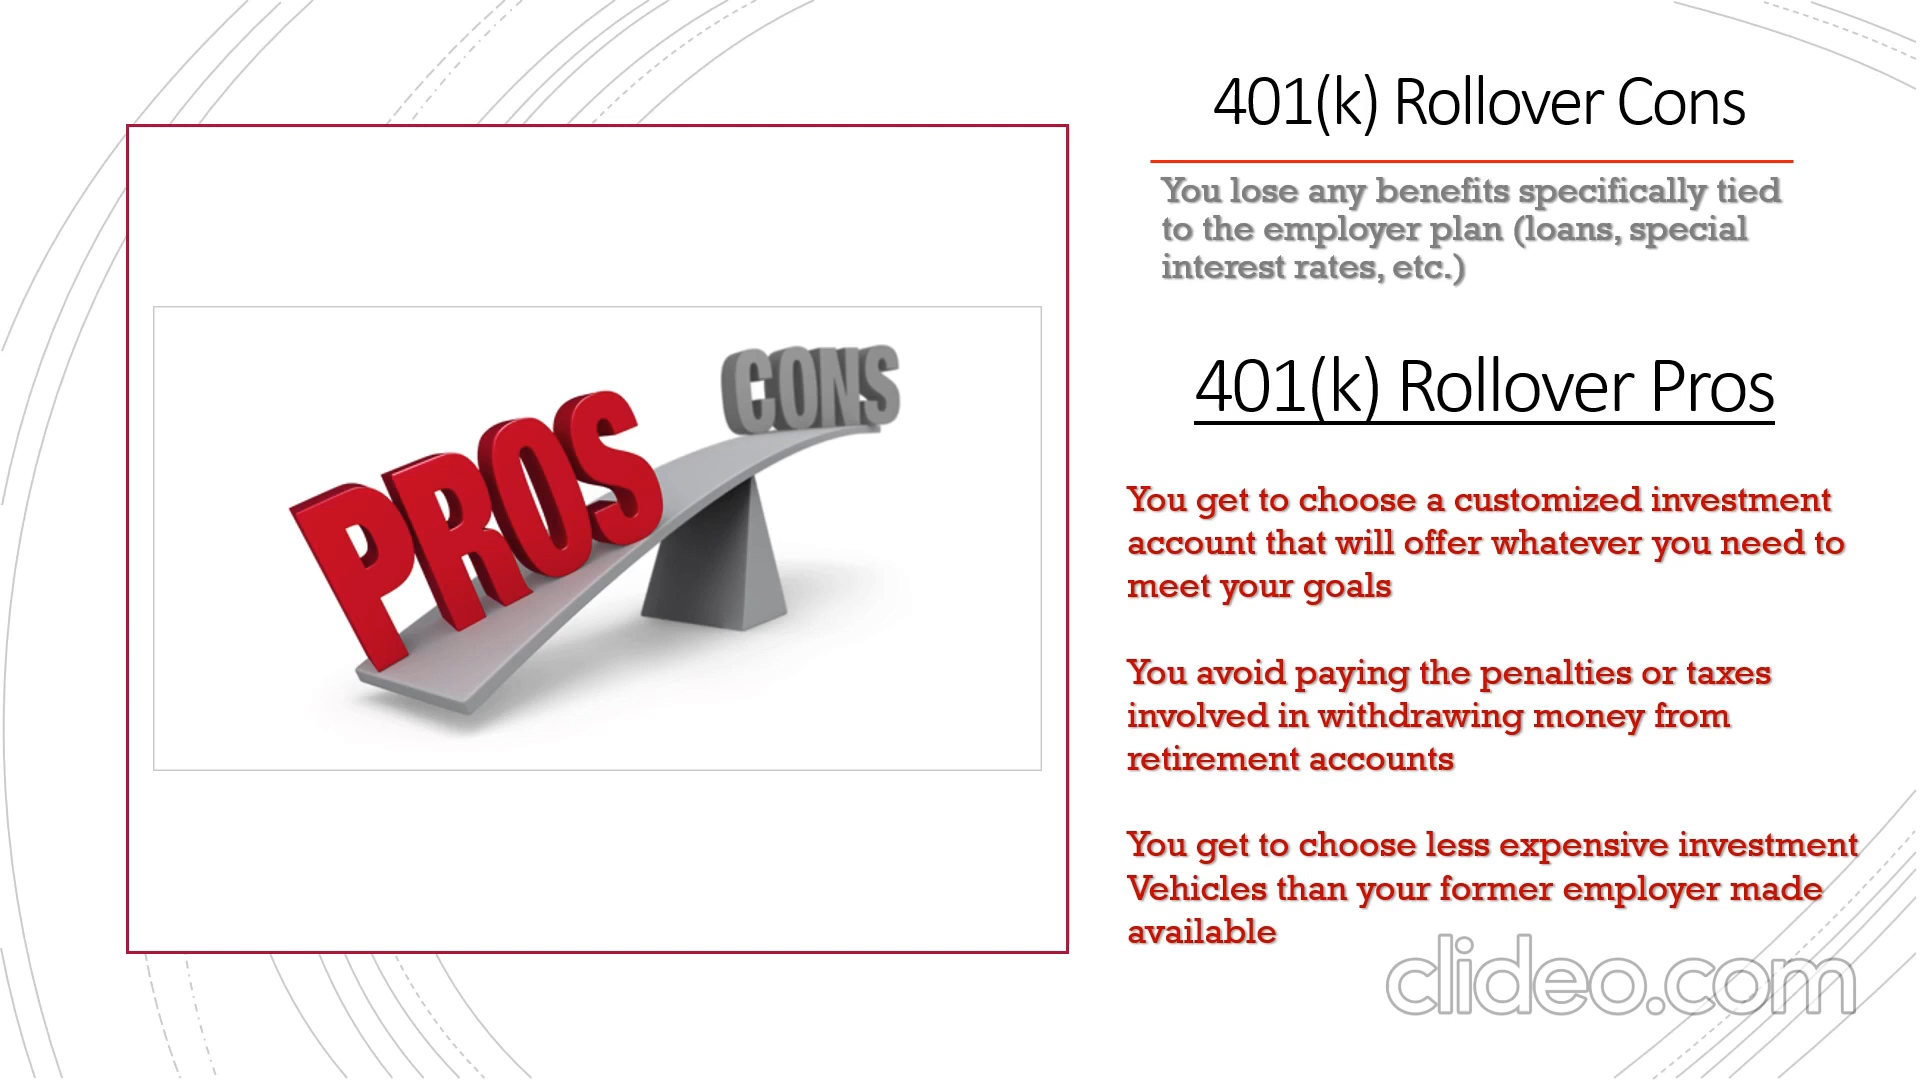 401(k) Rollover Cons
You lose any benefits specifically tied
to the employer plan (loans, special
interest rates, etc.)
PROS
CONS
401(k) Rollover Pros
You get to choose a customized investment
account that will offer whatever you need to
meet your goals
You avoid paying the penalties or taxes
involved in withdrawing money from
retirement accounts
You get to choose less expensive investment
Vehicles than your former employer made
available
clideo.com